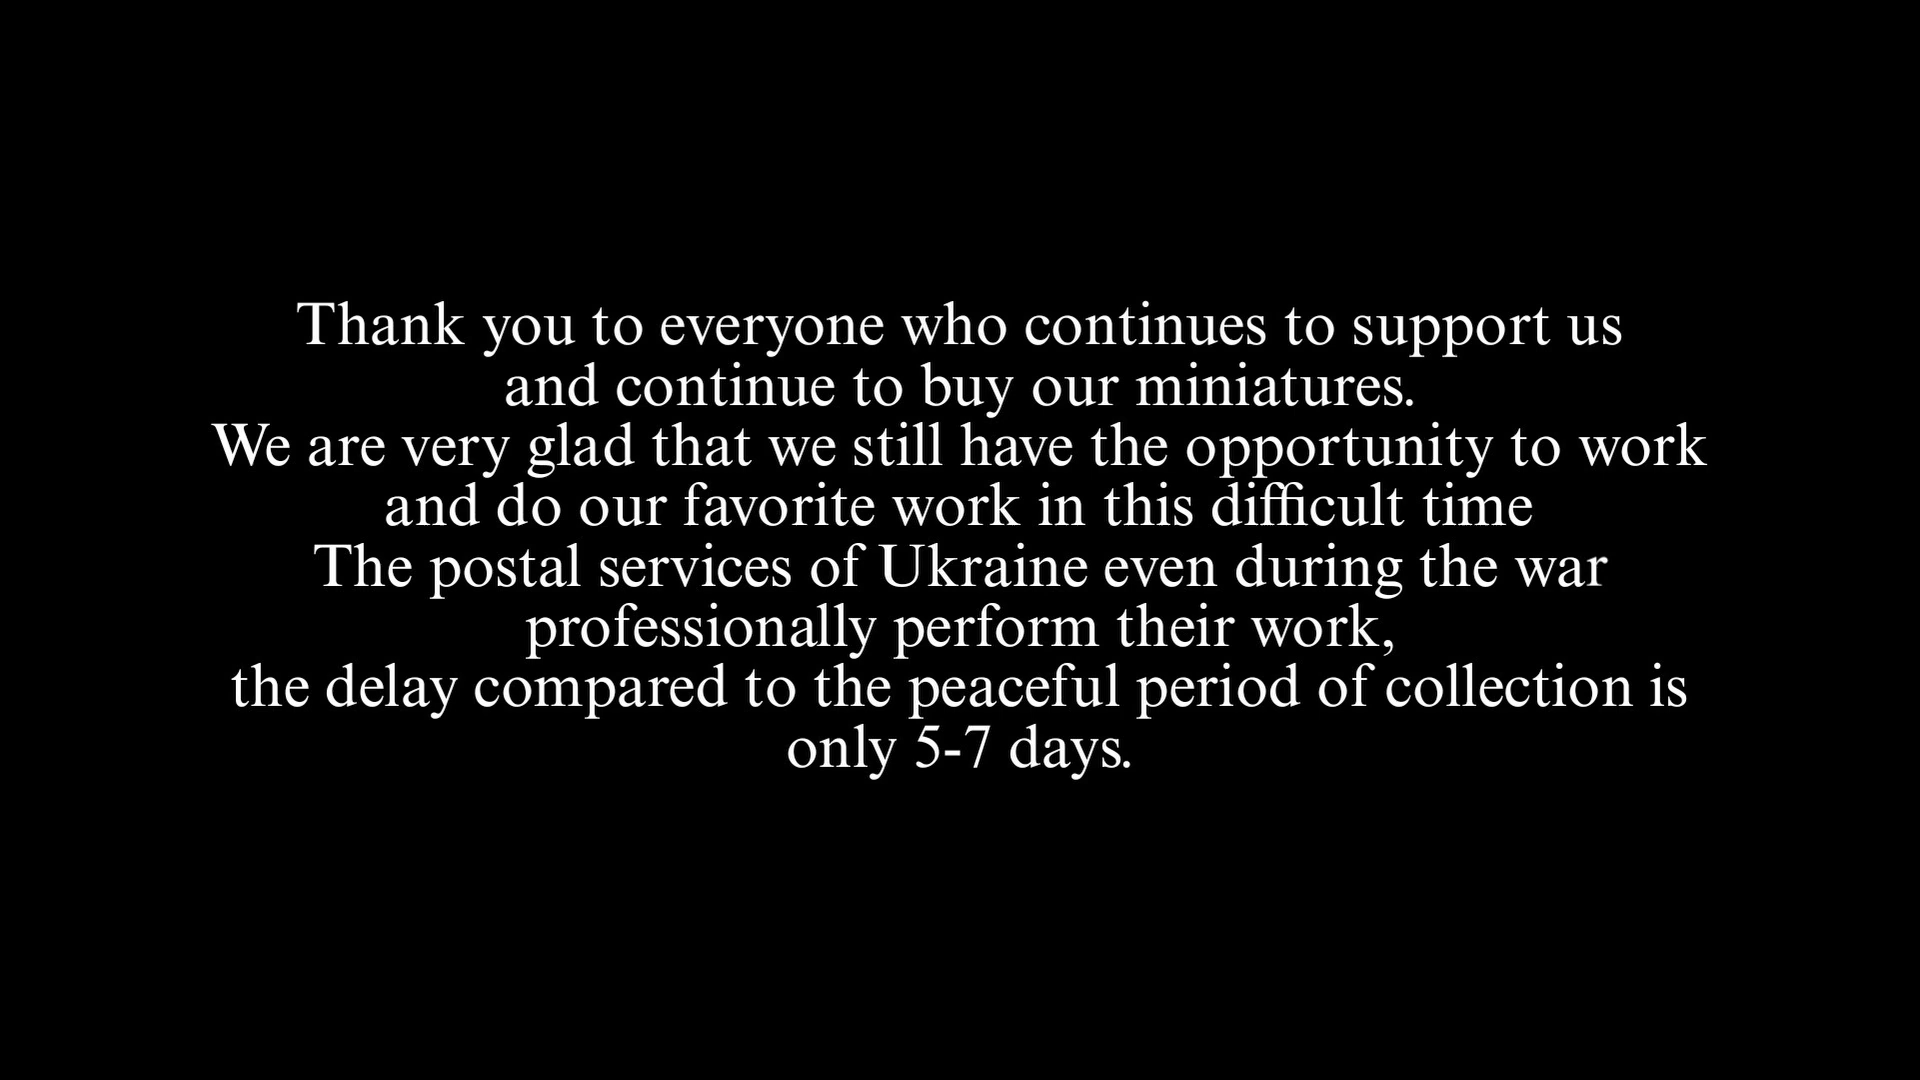 Thank you to everyone who continues to support us
and continue to buy our miniatures.
We are very glad that we still have the opportunity to work
and do our favorite work in this difficult time
The postal services of Ukraine even during the war
professionally perform their work,
the delay compared to the peaceful period of collection is
only 5-7 days.